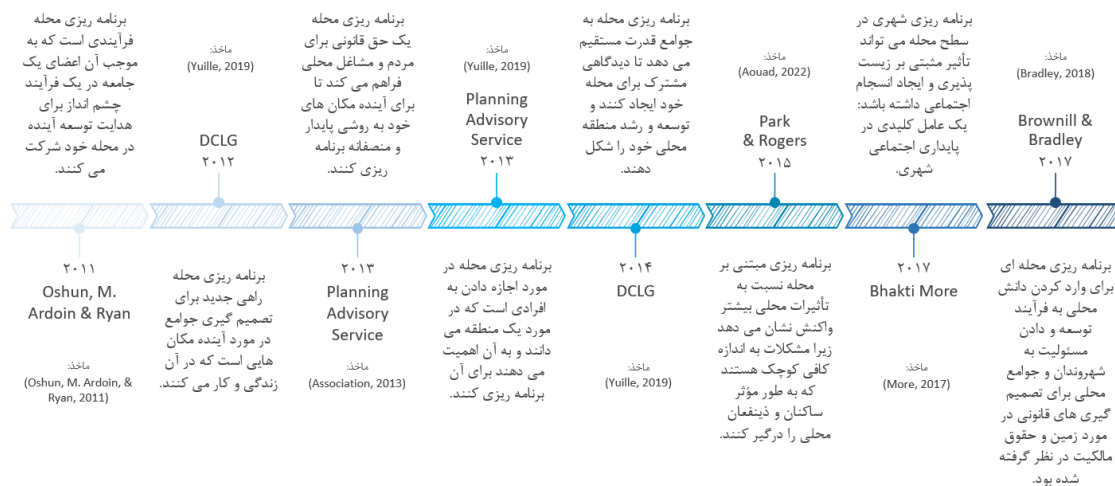 برنامه ریزی محله
فرآیندی است که به
موجب آن اعضای یک
جامعه در یک فرآیند
چشم انداز برای
هدایت توسعه آینده
در محله خود شرکت
می کنند.
۲۰۱۱
Oshun, M.
Ardoin & Ryan
ماخذ:
(Oshun, M. Ardoin, &
Ryan, 2011)
ماخذ:
(Yuille, 2019)
DCLG
۲۰۱۲
برنامه ریزی محله
راهی جدید برای
تصمیم گیری جوامع
در مورد آینده مکان
هایی است که در آن
زندگی و کار می کنند.
برنامه ریزی محله
یک حق قانونی برای
مردم و مشاغل محلی
فراهم می کند تا
برای آینده مکان های
خود به روشی پایدار
و منصفانه برنامه
ریزی کنند.
۲۰۱۳
Planning
Advisory
Service
ماخذ:
(Association, 2013)
ماخذ:
(Yuille, 2019)
Planning
Advisory
Service
۲۰۱۳
برنامه ریزی محله در
مورد اجازه دادن به
افرادی است که در
مورد یک منطقه می
دانند و به آن اهمیت
می دهند برای آن
برنامه ریزی کنند.
برنامه ریزی محله به
جوامع قدرت مستقیم
می دهد تا دیدگاهی
مشترک برای محله
خود ایجاد کنند و
توسعه و رشد منطقه
محلی خود را شکل
دهند.
۲۰۱۴
DCLG
ماخذ:
(Yuille, 2019)
ماخذ:
(Aouad, 2022)
Park
& Rogers
۲۰۱۵
برنامه ریزی مبتنی بر
محله نسبت به
تأثیرات محلی بیشتر
واکنش نشان می دهد
زیرا مشکلات به اندازه
کافی کوچک هستند
که به طور مؤثر
ساکنان و ذینفعان
محلی را درگیر کنند.
برنامه ریزی شهری در
سطح محله می تواند
تأثیر مثبتی بر زیست
پذیری و ایجاد انسجام
اجتماعی داشته باشد:
یک عامل کلیدی در
پایداری اجتماعی
شهری.
۲۰۱۷
Bhakti More
ماخذ:
(More, 2017)
ماخذ:
(Bradley, 2018)
Brownill &
Bradley
۲۰۱۷
برنامه ریزی محله ای
برای وارد کردن دانش
محلی به فرآیند
توسعه و دادن
مسئولیت به
شهروندان و جوامع
محلی برای تصمیم
گیری های قانونی در
مورد زمین و حقوق
مالکیت در نظر گرفته
شده بود.